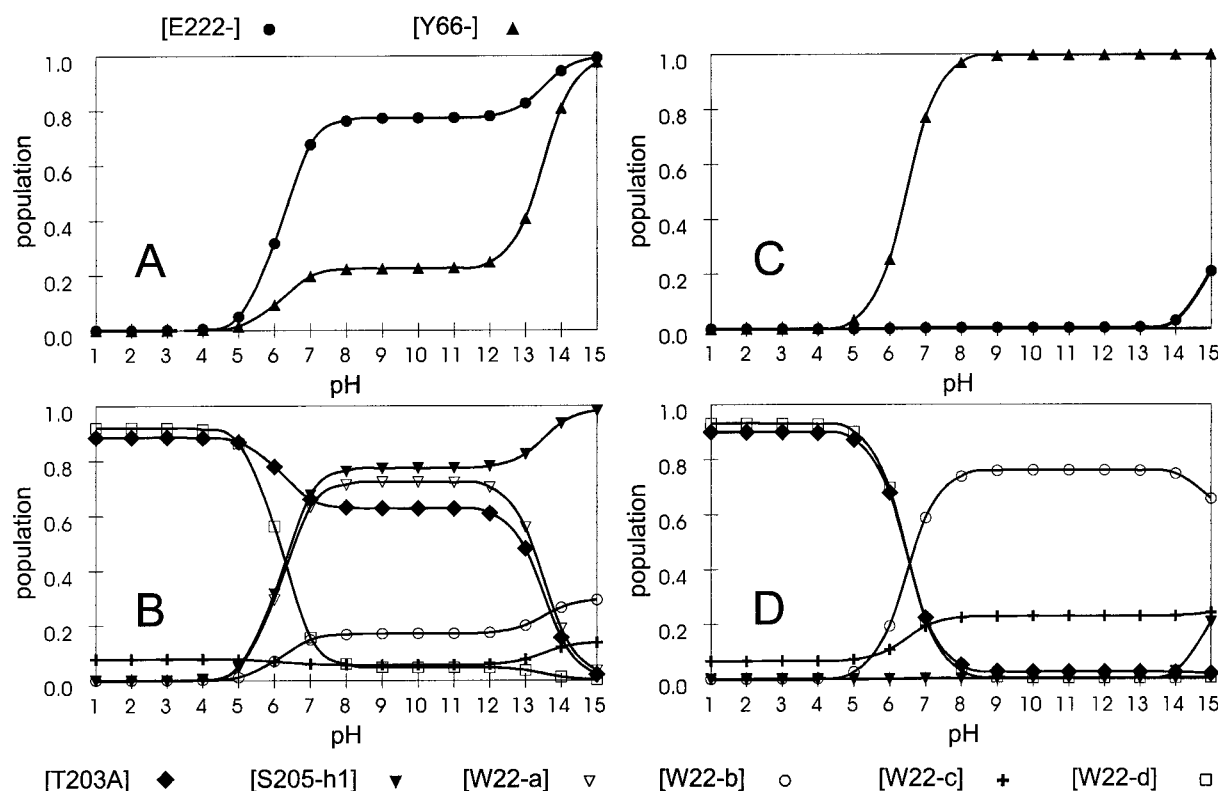 [E222-] ● [Y66-] ▲
1.0
0.8
0.6
0.4
0.2
0.0
population
A
1 2 3 4 5 6 7 8 9 10 11 12 13 14 15
pH
1.0
0.8
0.6
0.4
0.2
0.0
population
C
1 2 3 4 5 6 7 8 9 10 11 12 13 14 15
pH
1.0
0.8
0.6
0.4
0.2
0.0
population
B
1 2 3 4 5 6 7 8 9 10 11 12 13 14 15
pH
1.0
0.8
0.6
0.4
0.2
0.0
population
D
1 2 3 4 5 6 7 8 9 10 11 12 13 14 15
pH
[T203A] ◆ [S205-h1] ▼ [W22-a] ▽ [W22-b] ○ [W22-c] + [W22-d] □